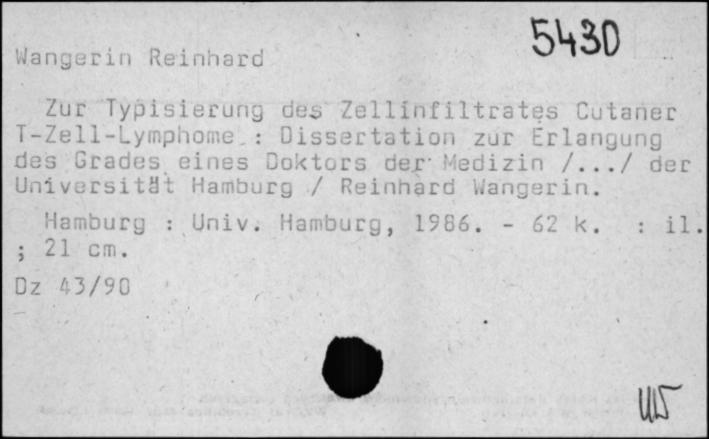 5430
Wangerin Reinhard
Zur Typisierung des Zellinfiltrates Cutaner
T-Zell-Lymphome : Dissertation zur Erlangung
des Grades eines Doktors der Medizin /.../ der
Universität Hamburg / Reinhard Wangerin.
Hamburg : Univ. Hamburg, 1986. - 62 k. : il.
; 21 cm.
Dz 43/90